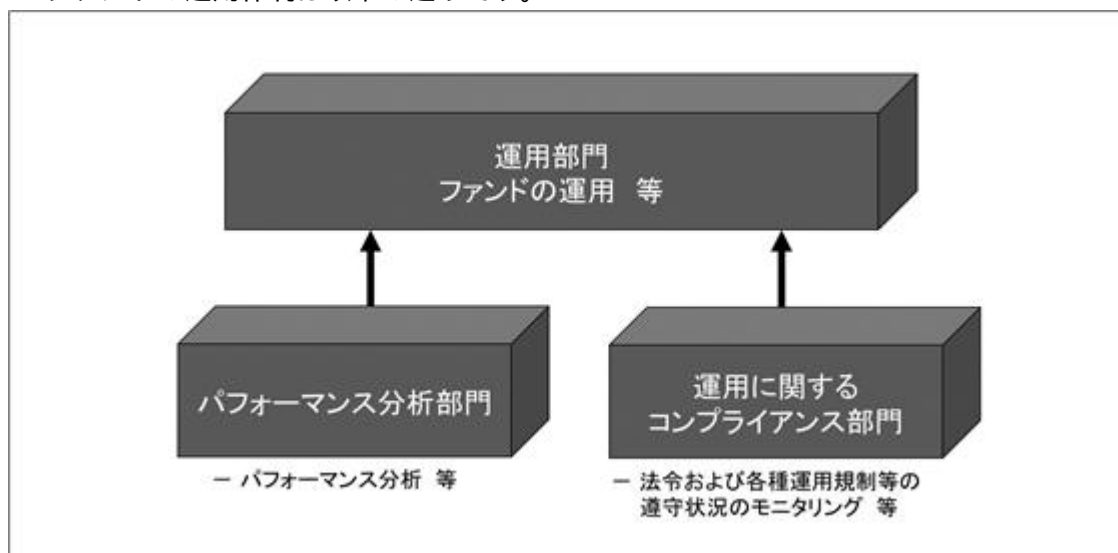 運用部門
ファンドの運用 等
パフォーマンス分析部門
運用に関する
コンプライアンス部門
－ パフォーマンス分析 等
－ 法令および各種運用規制等の
遵守状況のモニタリング 等